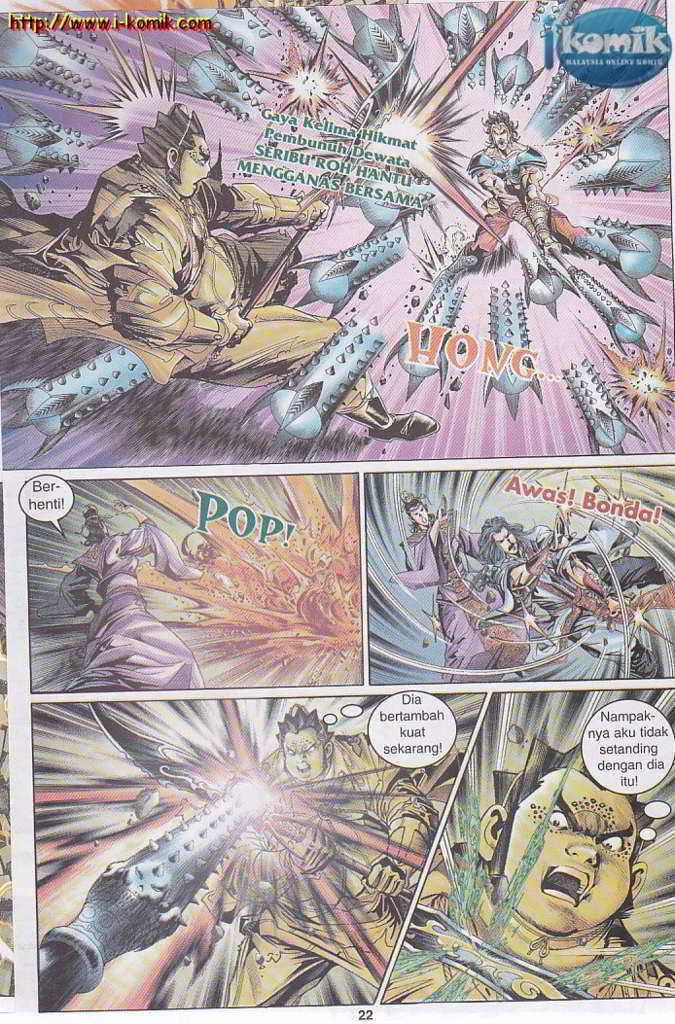 http://www.i-komik.com
ikomik
MALAYSIA ONLINE KOMIK
Gaya Kelima Hikmat
Pembunuh Dewata
SERIBU ROH HANTU
MENGGANAS BERSAMA
HONG...
Ber-
henti!
POP!
Awas! Bonda!
Dia
bertambah
kuat
sekarang!
Nampak-
nya aku tidak
setanding
dengan dia
itu!
22